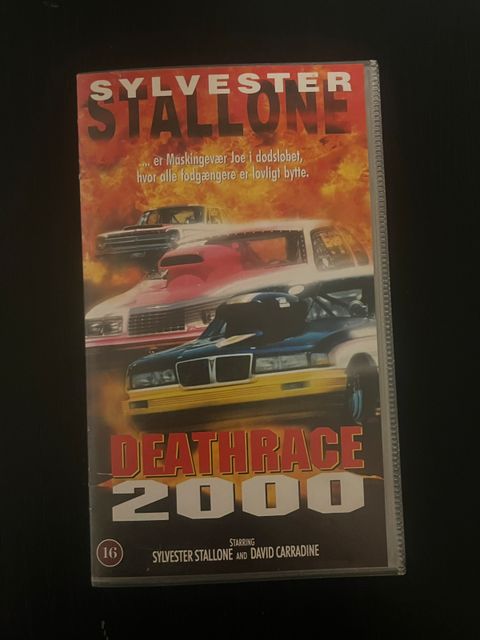 SYLVESTER
STALLONE
.... er Maskingevær Joe i dødsløbet,
hvor alle fodgængere er lovligt bytte.
DEATHRACE
2000
STARRING
SYLVESTER STALLONE AND DAVID CARRADINE
16